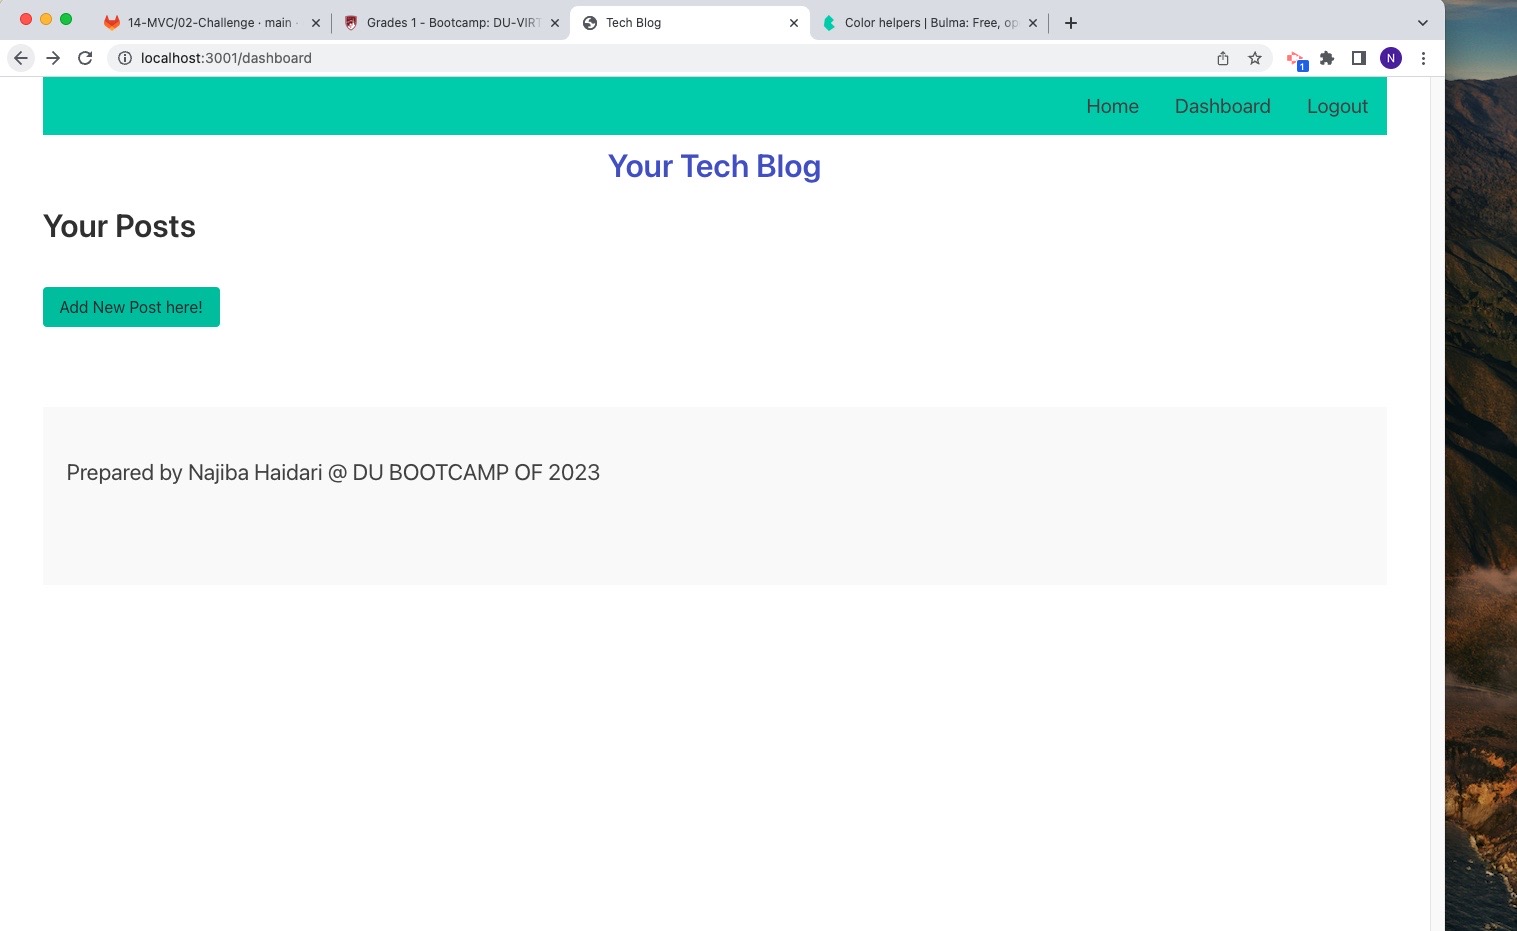 14-MVC/02-Challenge · main ·
Grades 1 - Bootcamp: DU-VIRT
Tech Blog
Color helpers | Bulma: Free, op
localhost:3001/dashboard
1
N
Home Dashboard Logout
Your Tech Blog
Your Posts
Add New Post here!
Prepared by Najiba Haidari @ DU BOOTCAMP OF 2023